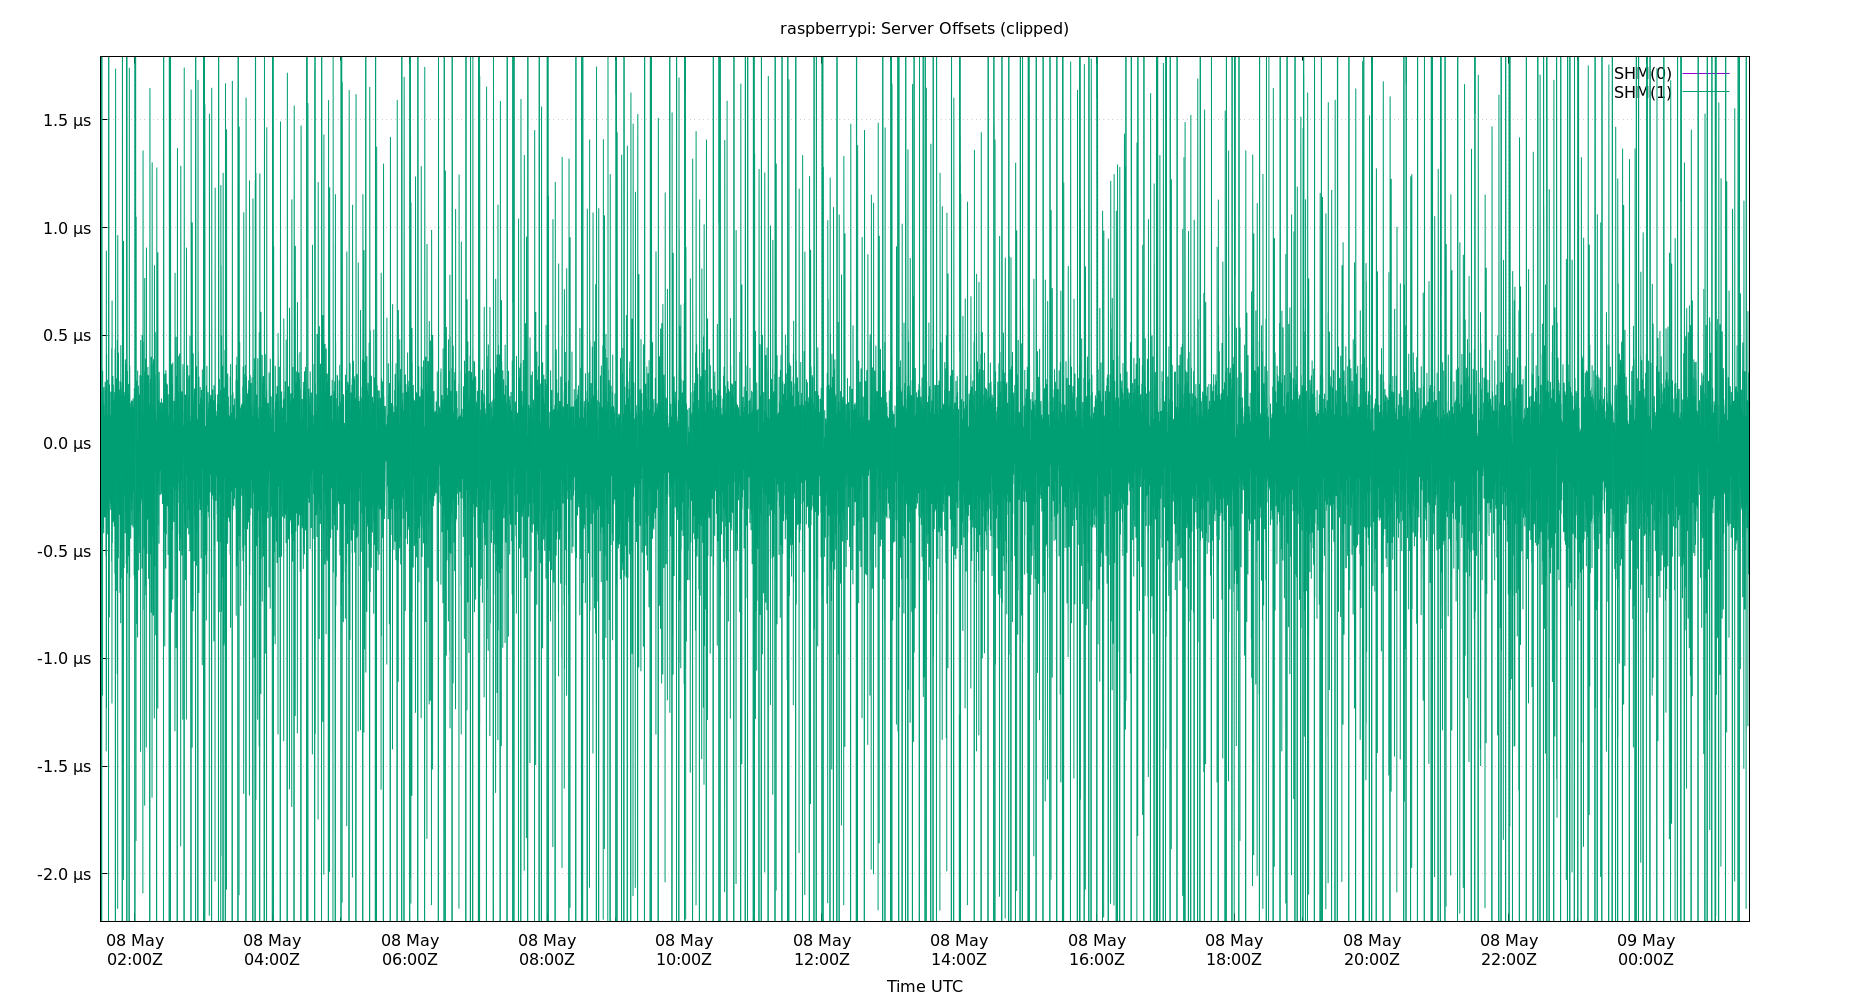 raspberrypi: Server Offsets (clipped)
SHM(0)
SHM(1)
1.5 µs
1.0 µs
0.5 µs
0.0 µs
-0.5 µs
-1.0 µs
-1.5 µs
-2.0 µs
08 May 08 May 08 May 08 May 08 May 08 May 08 May 08 May 08 May 08 May 08 May 09 May
02:00Z 04:00Z 06:00Z 08:00Z 10:00Z 12:00Z 14:00Z 16:00Z 18:00Z 20:00Z 22:00Z 00:00Z
Time UTC